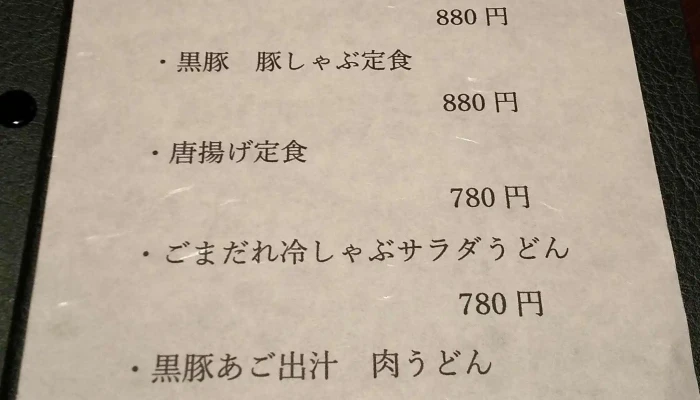 880 円
・黒豚　豚しゃぶ定食
880 円
・唐揚げ定食
780 円
・ごまだれ冷しゃぶサラダうどん
780 円
・黒豚あご出汁　肉うどん